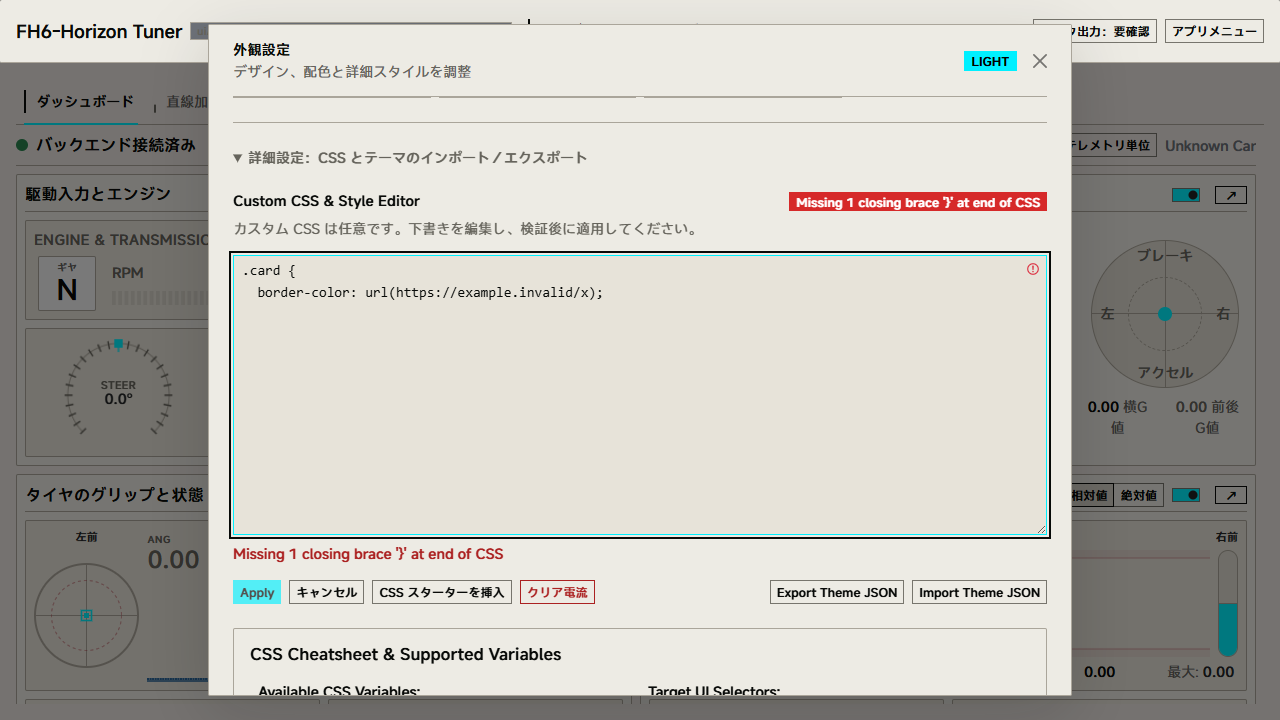 FH6-Horizon Tuner
出力: 要確認
アプリメニュー
外観設定
デザイン、配色と詳細スタイルを調整
LIGHT
ダッシュボード
直線加
バックエンド接続済み
テレメトリ単位
Unknown Car
駆動入力とエンジン
ENGINE & TRANSMISSIO
ギヤ
N
RPM
STEER
0.0°
▼ 詳細設定: CSS とテーマのインポート / エクスポート
Custom CSS & Style Editor
Missing 1 closing brace '}' at end of CSS
カスタム CSS は任意です。下書きを編集し、検証後に適用してください。
.card {
border-color: url(https://example.invalid/x);
Missing 1 closing brace '}' at end of CSS
Apply
キャンセル
CSS スターターを挿入
クリア電流
Export Theme JSON
Import Theme JSON
CSS Cheatsheet & Supported Variables
Available CSS Variables:
Target UI Selectors:
ブレーキ
左
右
アクセル
0.00 横G値
0.00 前後G値
タイヤのグリップと状態
相対値
絶対値
左前
ANG
0.00
右前
0.00
最大: 0.00